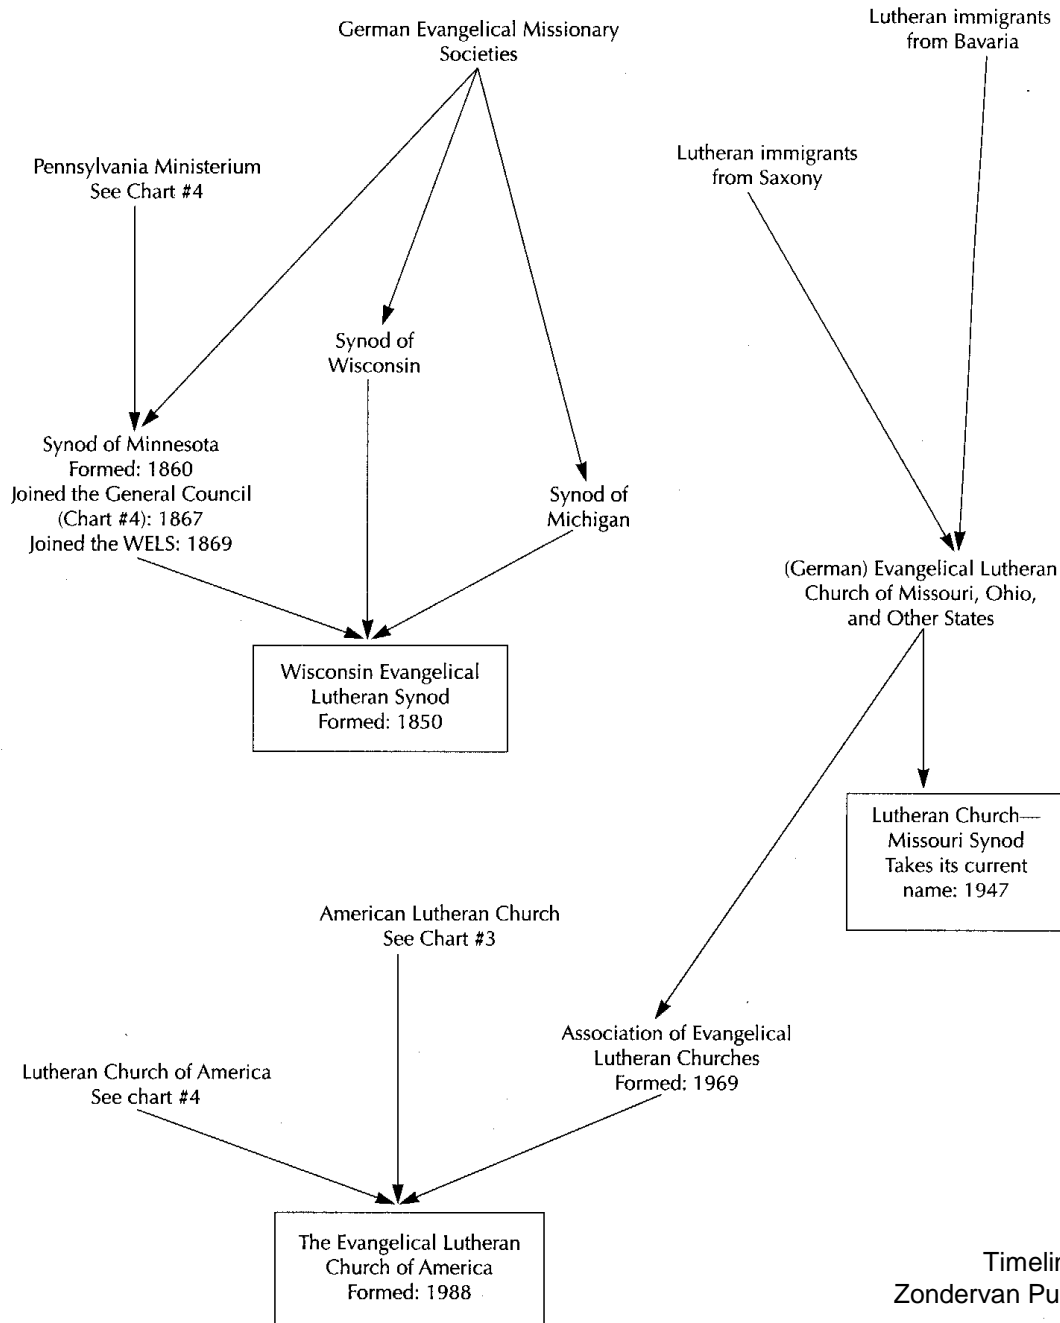 German Evangelical Missionary
Societies
Lutheran immigrants
from Bavaria
Pennsylvania Ministerium
See Chart #4
Lutheran immigrants
from Saxony
Synod of
Wisconsin
Synod of Minnesota
Formed: 1860
Joined the General Council
(Chart #4): 1867
Joined the WELS: 1869
Synod of
Michigan
(German) Evangelical Lutheran
Church of Missouri, Ohio,
and Other States
Wisconsin Evangelical
Lutheran Synod
Formed: 1850
Lutheran Church—
Missouri Synod
Takes its current
name: 1947
American Lutheran Church
See Chart #3
Association of Evangelical
Lutheran Churches
Formed: 1969
Lutheran Church of America
See chart #4
The Evangelical Lutheran
Church of America
Formed: 1988
Timelin
Zondervan Pu